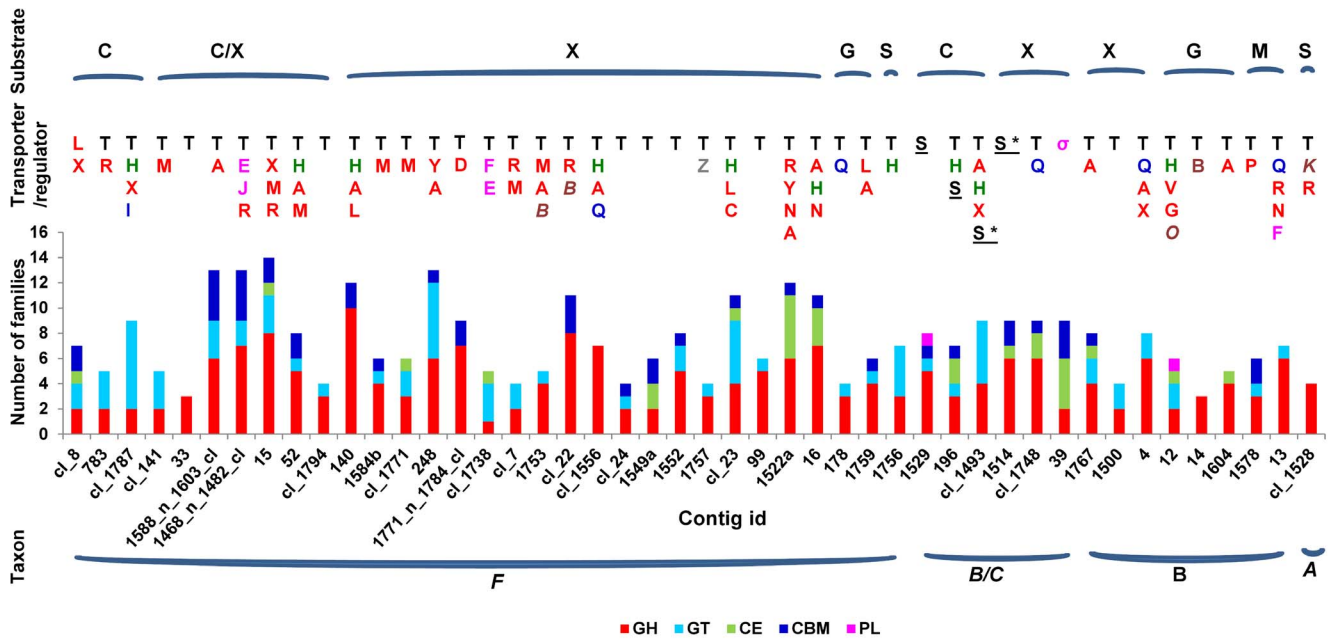 C C/X X G S C X X G M S
Substrate
L T T T T T T T T T T T T T T T T T T T T T T T T T T T T T T S T T S * T σ T T T T T T T T T
X R H M A E X H H M M Y D F R M R H Z H R A Q L H H A Q A Q H B A P Q K
X J M A A A E M A B A L Y H A S H A V R R
I R R M L B Q C N N X X G N
A S * O F
Transporter
/regulator
16
14
12
10
8
6
4
2
0
Number of families
cl_8 783 cl_1787 cl_141 33 1588_n_1603_cl 1468_n_1482_cl 15 52 cl_1794 140 1584b cl_1771 248 1771_n_1784_cl cl_1738 cl_7 1753 cl_22 cl_1556 cl_24 1549a 1552 1757 cl_23 99 1522a 16 178 1759 1756 1529 196 cl_1493 1514 cl_1748 39 1767 1500 4 12 14 1604 1578 13 cl_1528
Contig id
Taxon
F B/C B A
GH GT CE CBM PL